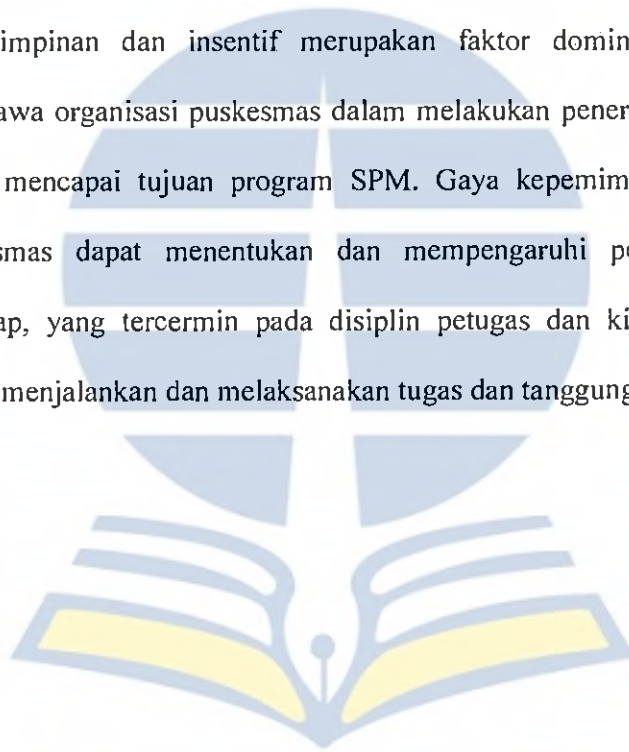 impinan dan insentif merupakan faktor domin
awa organisasi puskesmas dalam melakukan pener
mencapai tujuan program SPM. Gaya kepemim
smas dapat menentukan dan mempengaruhi pe
ap, yang tercermin pada disiplin petugas dan ki
menjalankan dan melaksanakan tugas dan tanggung